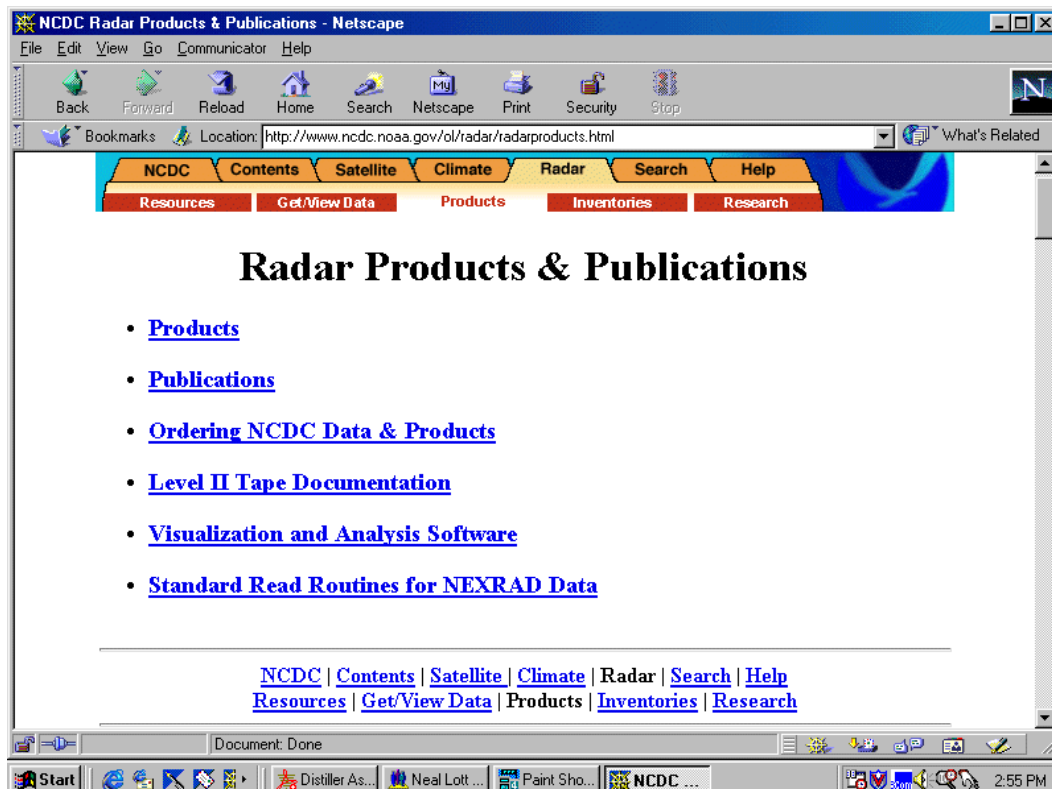 NCDC Radar Products & Publications - Netscape
File Edit View Go Communicator Help
Back Forward Reload Home Search Netscape Print Security Stop
My
N
Bookmarks Location: http://www.ncdc.noaa.gov/ol/radar/radarproducts.html What's Related
NCDC Contents Satellite Climate Radar Search Help
Resources Get/View Data Products Inventories Research
Radar Products & Publications
• Products
• Publications
• Ordering NCDC Data & Products
• Level II Tape Documentation
• Visualization and Analysis Software
• Standard Read Routines for NEXRAD Data
NCDC | Contents | Satellite | Climate | Radar | Search | Help
Resources | Get/View Data | Products | Inventories | Research
Document: Done
Start Distiller As... Neal Lott ... Paint Sho... NCDC ... 2:55 PM